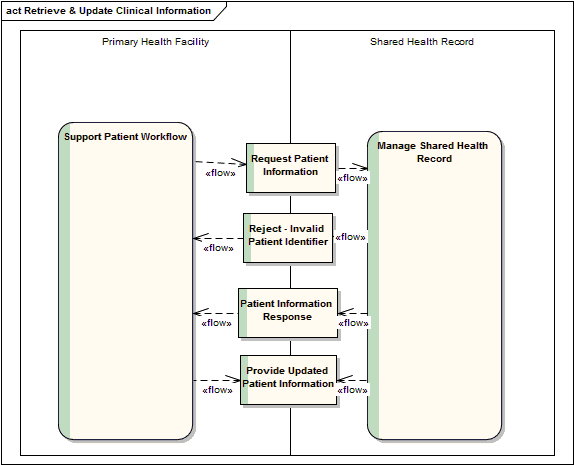 act Retrieve & Update Clinical Information
Primary Health Facility
Shared Health Record
Support Patient Workflow
Manage Shared Health
Record
Request Patient
Information
«flow»
«flow»
Reject - Invalid
Patient Identifier
«flow»
«flow»
Patient Information
Response
«flow»
«flow»
Provide Updated
Patient Information
«flow»
«flow»